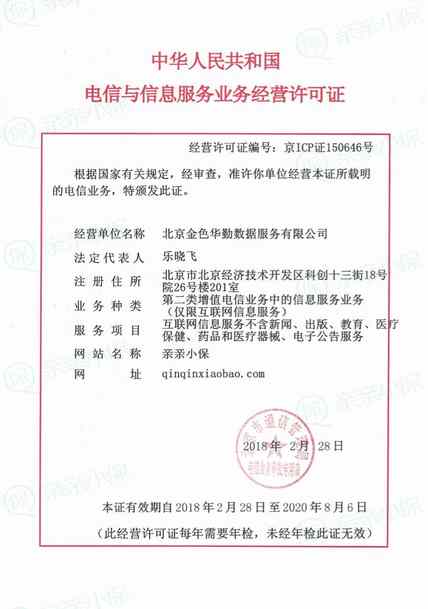 中华人民共和国
电信与信息服务业务经营许可证
经营许可证编号：京ICP证150646号
根据国家有关规定，经审查，准许你单位经营本证所载明
的电信业务，特颁发此证。
经营单位名称 北京金色华勤数据服务有限公司
法定代表人 乐晓飞
注册住所 北京市北京经济技术开发区科创十三街18号
院26号楼201室
业务种类 第二类增值电信业务中的信息服务业务
（仅限互联网信息服务）
服务项目 互联网信息服务不含新闻、出版、教育、医疗
保健、药品和医疗器械、电子公告服务
网站名称 亲亲小保
网址 qinqinxiaobao.com
2018年 2月 28日
本证有效期自2018年2月28日至2020年8月6日
（此经营许可证每年需要年检，未经年检此证无效）
亲亲小保